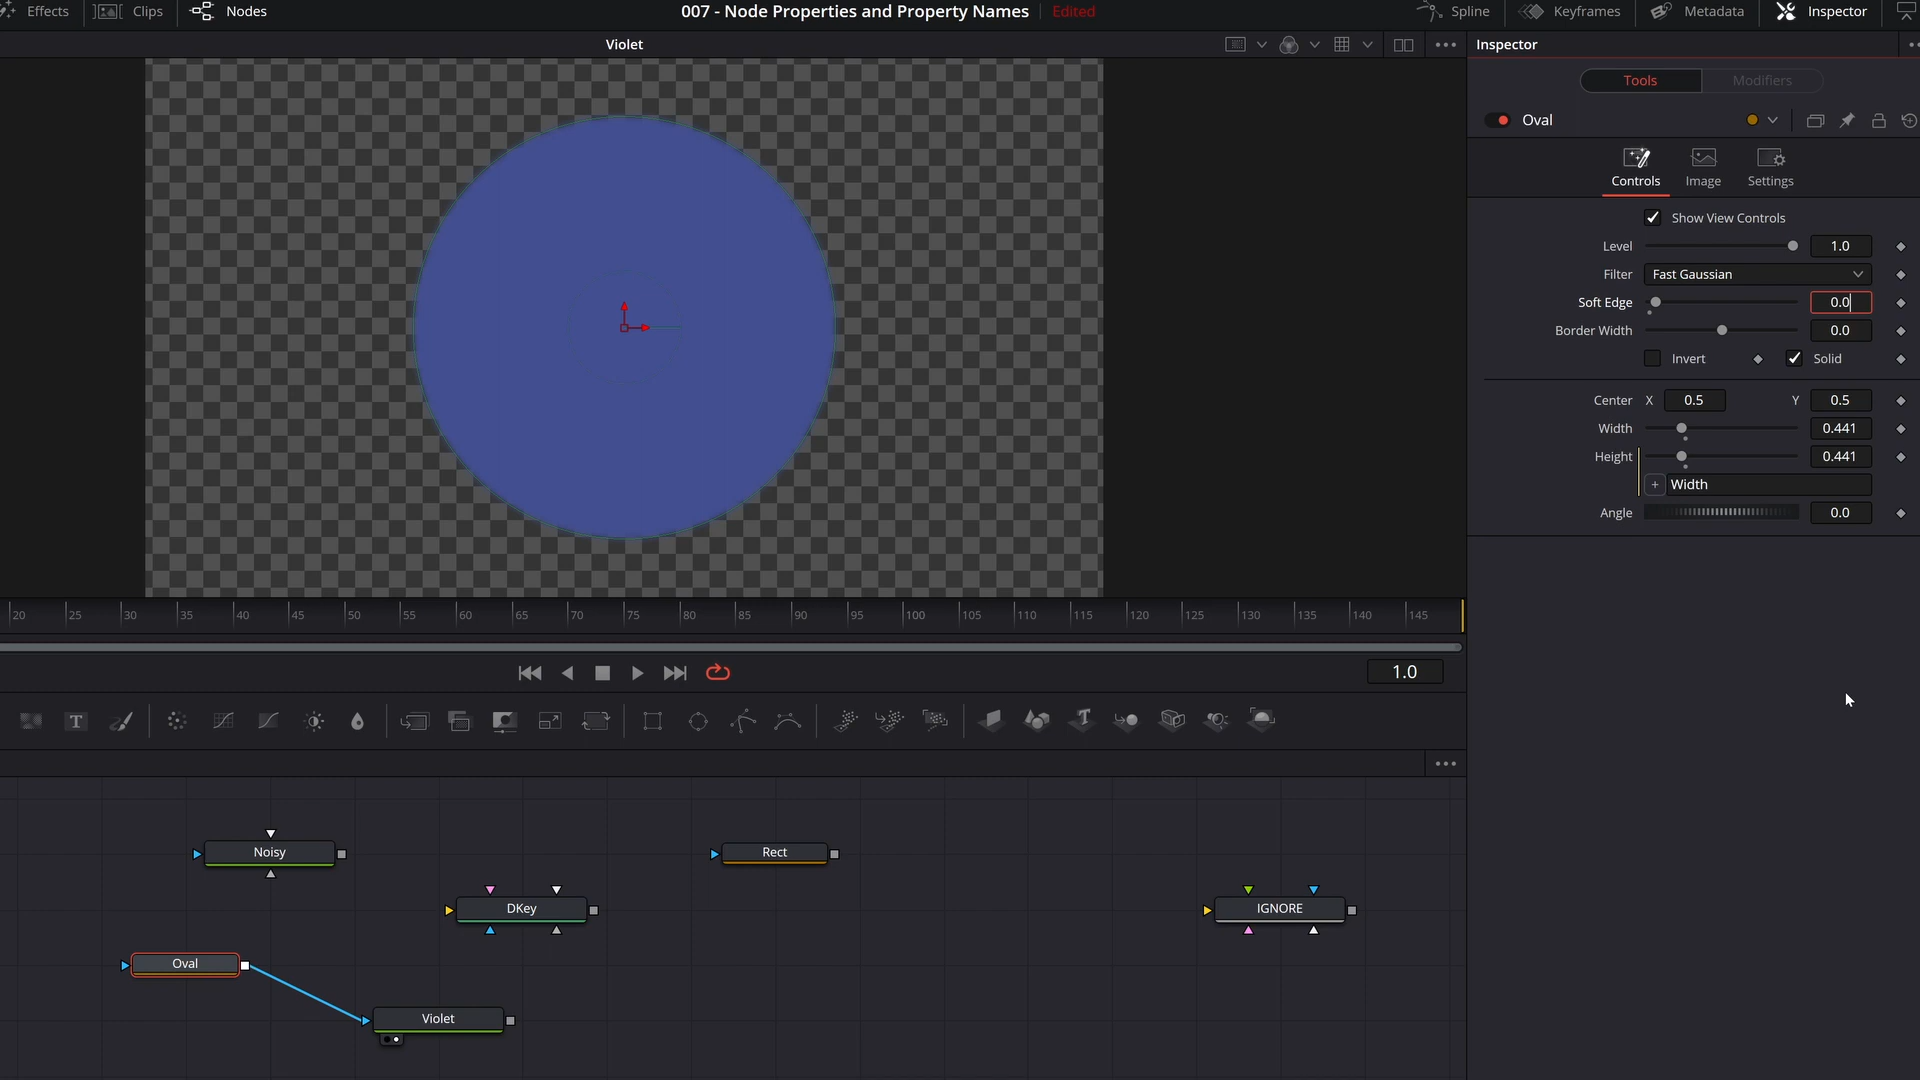 Effects Clips Nodes 007 - Node Properties and Property Names Edited Spline Keyframes Metadata Inspector
Violet
Inspector
Tools Modifiers
Oval
Controls Image Settings
Show View Controls
Level 1.0
Filter Fast Gaussian
Soft Edge 0.0
Border Width 0.0
Invert Solid
Center X 0.5 Y 0.5
Width 0.441
Height 0.441
+ Width
Angle 0.0
20 25 30 35 40 45 50 55 60 65 70 75 80 85 90 95 100 105 110 115 120 125 130 135 140 145
1.0
T T
Noisy
Rect
DKey
IGNORE
Oval
Violet